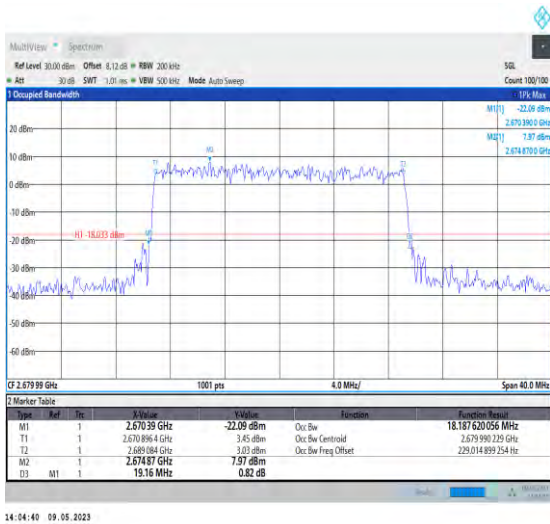 MultiView Spectrum
Ref Level 30.00 dBm Offset 8.12 dB RBW 200 kHz SGL
Att 30 dB SWT 1.01 ms VBW 500 kHz Mode Auto Sweep Count 100/100
1 Occupied Bandwidth 1Pk Max
M1[1] -22.09 dBm
2.670 390 0 GHz
M2[1] 7.97 dBm
2.674 870 0 GHz
20 dBm
M2
10 dBm
T1 T2
0 dBm
-10 dBm
H1 -18.033 dBm
-20 dBm
-30 dBm
-40 dBm
-50 dBm
-60 dBm
CF 2.679 99 GHz 1001 pts 4.0 MHz/ Span 40.0 MHz
2 Marker Table
Type Ref Trc X-Value Y-Value Function Function Result
M1 1 2.670 39 GHz -22.09 dBm Occ Bw 18.187 620 056 MHz
T1 1 2.670 896 4 GHz 3.45 dBm Occ Bw Centroid 2.679 990 229 GHz
T2 1 2.689 084 GHz 3.03 dBm Occ Bw Freq Offset 229.014 899 254 Hz
M2 1 2.674 87 GHz 7.97 dBm
D3 M1 1 19.16 MHz 0.82 dB
14:04:40 09.05.2023